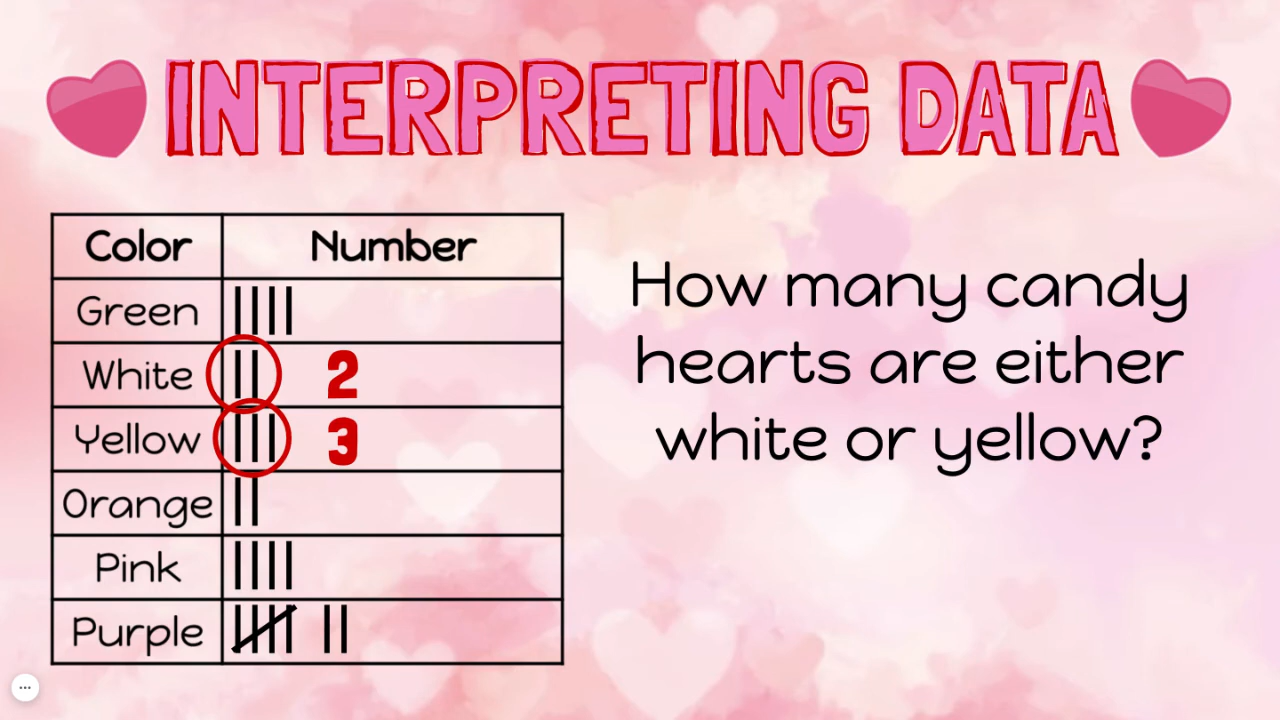 INTERPRETING DATA
Color Number
Green
White 2
Yellow 3
Orange
Pink
Purple
How many candy
hearts are either
white or yellow?